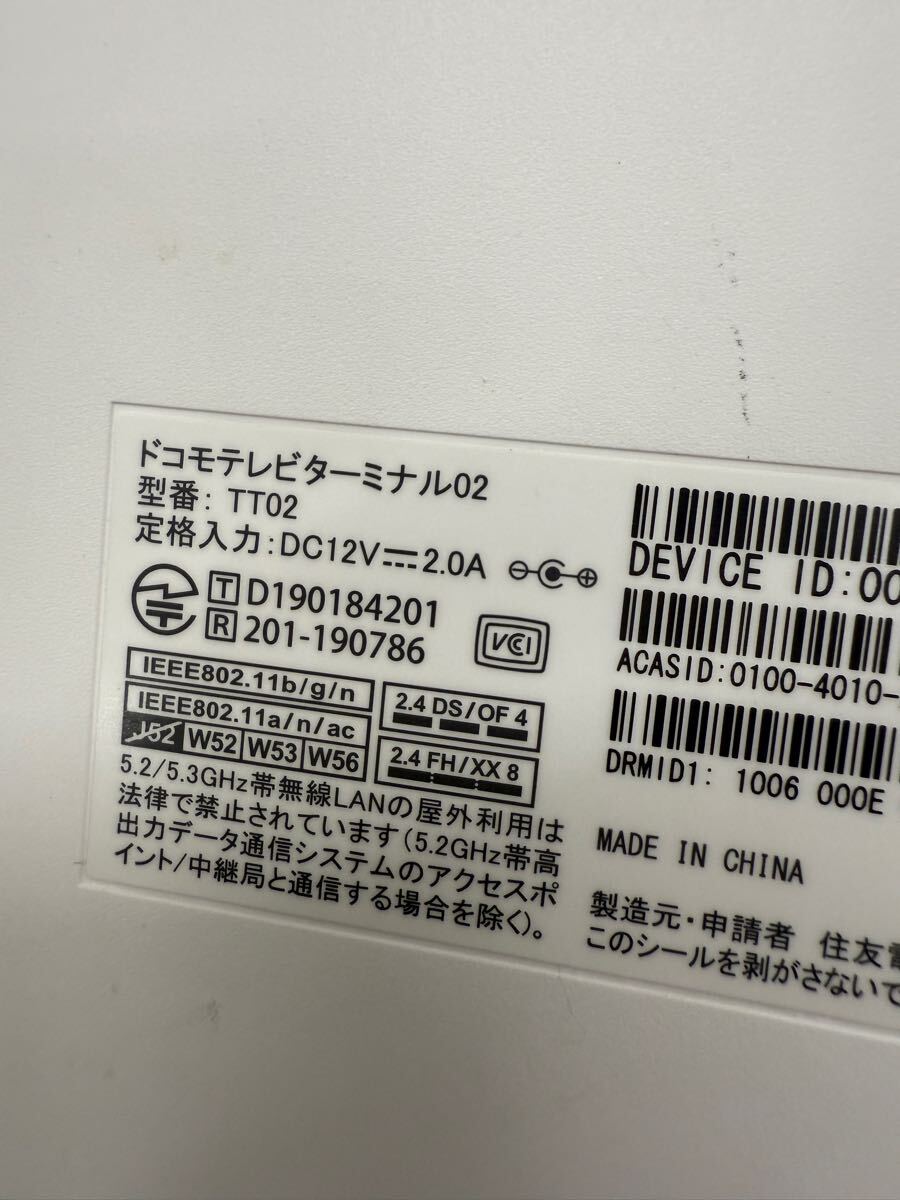 ドコモテレビターミナル02
型番: TT02
定格入力:DC12V⎓2.0A
T D190184201
R 201-190786
VCCI
IEEE802.11b/g/n
IEEE802.11a/n/ac
J52 W52 W53 W56
2.4 DS/OF 4
2.4 FH/XX 8
5.2/5.3GHz帯無線LANの屋外利用は
法律で禁止されています(5.2GHz帯高
出力データ通信システムのアクセスポ
イント/中継局と通信する場合を除く)。
DEVICE ID:00
ACASID:0100-4010-
DRMID1: 1006 000E
MADE IN CHINA
製造元・申請者 住友
このシールを剥がさないで